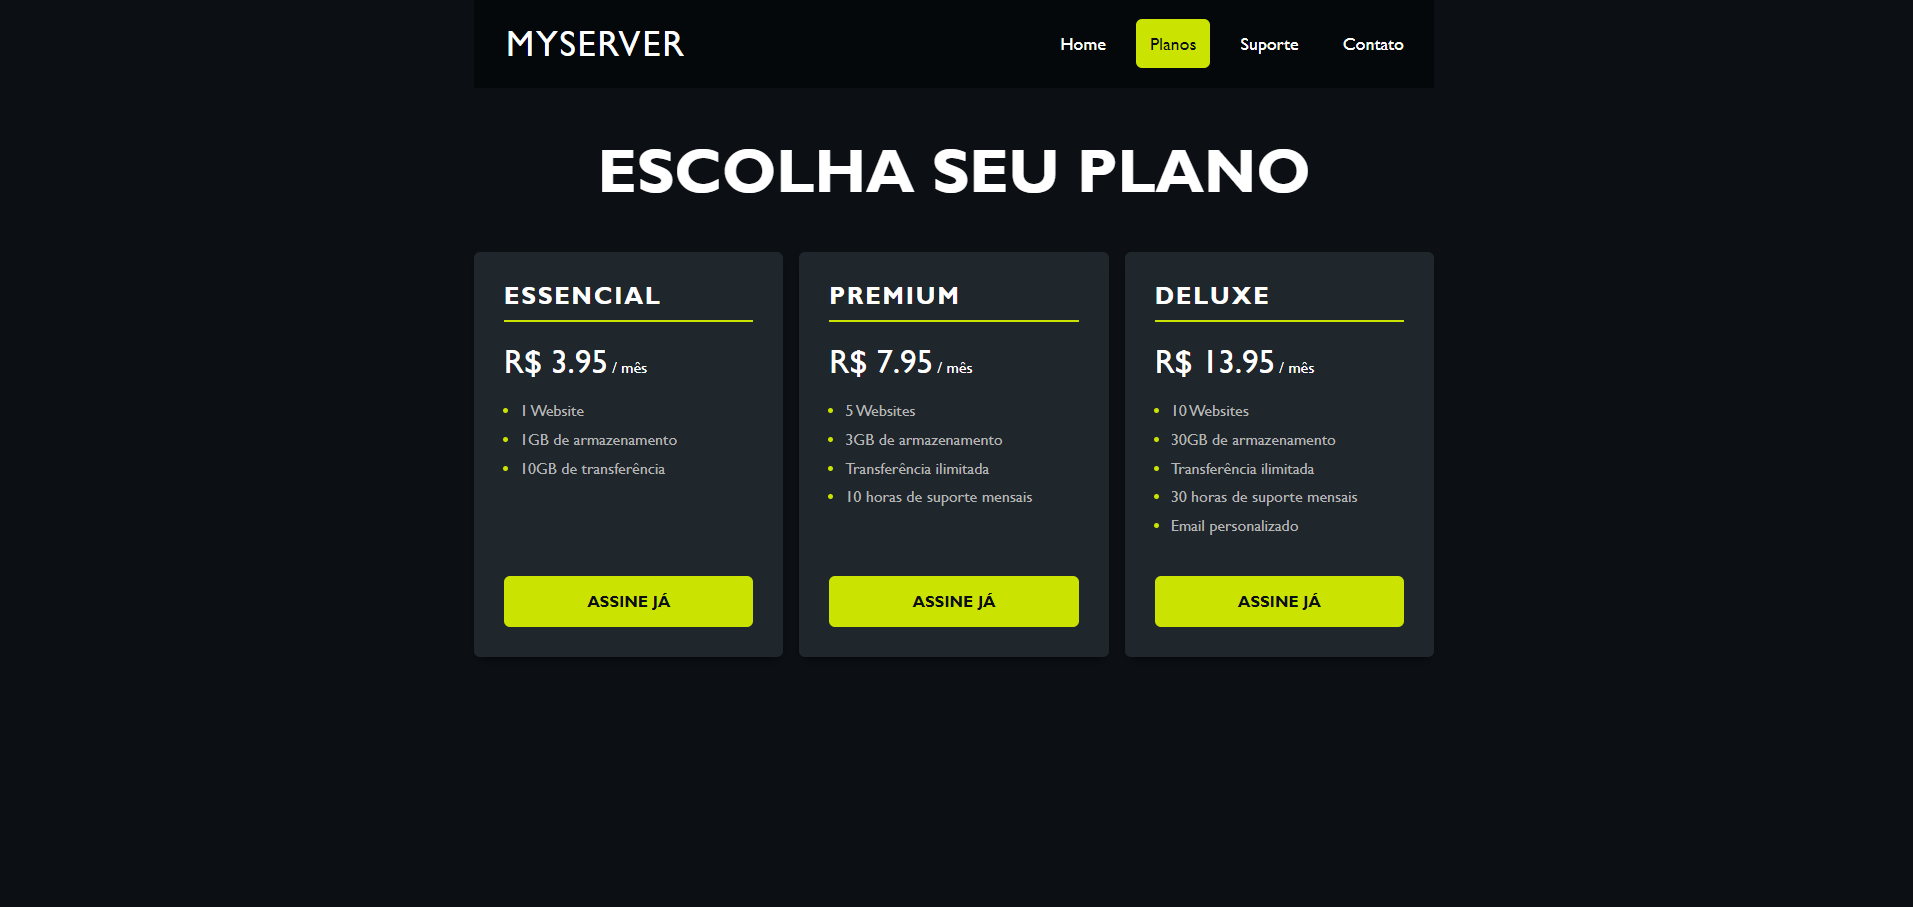 MYSERVER
Home Planos Suporte Contato
ESCOLHA SEU PLANO
ESSENCIAL
R$ 3.95 / mês
1 Website
1GB de armazenamento
10GB de transferência
ASSINE JÁ
PREMIUM
R$ 7.95 / mês
5 Websites
3GB de armazenamento
Transferência ilimitada
10 horas de suporte mensais
ASSINE JÁ
DELUXE
R$ 13.95 / mês
10 Websites
30GB de armazenamento
Transferência ilimitada
30 horas de suporte mensais
Email personalizado
ASSINE JÁ